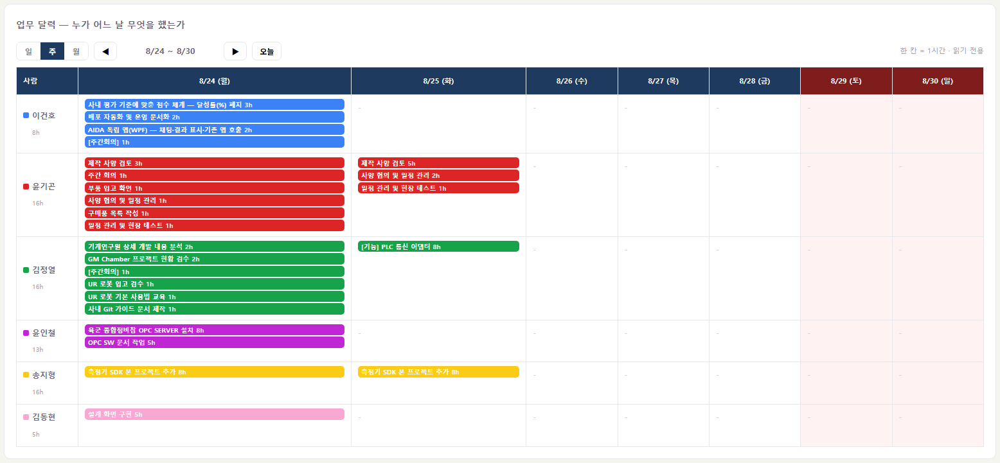 업무 달력 — 누가 어느 날 무엇을 했는가
일 주 월 ◀ 8/24 ~ 8/30 ▶ 오늘 한 칸 = 1시간 · 읽기 전용
사람 8/24 (월) 8/25 (화) 8/26 (수) 8/27 (목) 8/28 (금) 8/29 (토) 8/30 (일)
이건호
8h
사내 평가 기준에 맞춘 점수 체계 — 달성률(%) 폐지 3h
배포 자동화 및 운영 문서화 2h
AIDA 독립 앱(WPF) — 채팅·결과 표시·기존 앱 호출 2h
[주간회의] 1h
- - - - - -
윤기곤
16h
제작 사양 검토 3h
주간 회의 1h
부품 입고 확인 1h
사양 협의 및 일정 관리 1h
구매품 목록 작성 1h
일정 관리 및 현장 테스트 1h
제작 사양 검토 5h
사양 협의 및 일정 관리 2h
일정 관리 및 현장 테스트 1h
- - - - -
김정열
16h
기계연구원 상세 개발 내용 분석 2h
GM Chamber 프로젝트 현황 검수 2h
[주간회의] 1h
UR 로봇 입고 검수 1h
UR 로봇 기본 사용법 교육 1h
사내 Git 가이드 문서 제작 1h
[기능] PLC 통신 어댑터 8h
- - - - -
윤인철
13h
육군 종합정비창 OPC SERVER 설치 8h
OPC SW 문서 작업 5h
- - - - - -
송지형
16h
측정기 SDK 본 프로젝트 추가 8h
측정기 SDK 본 프로젝트 추가 8h
- - - - -
김동현
5h
설계 화면 구현 5h
- - - - - -